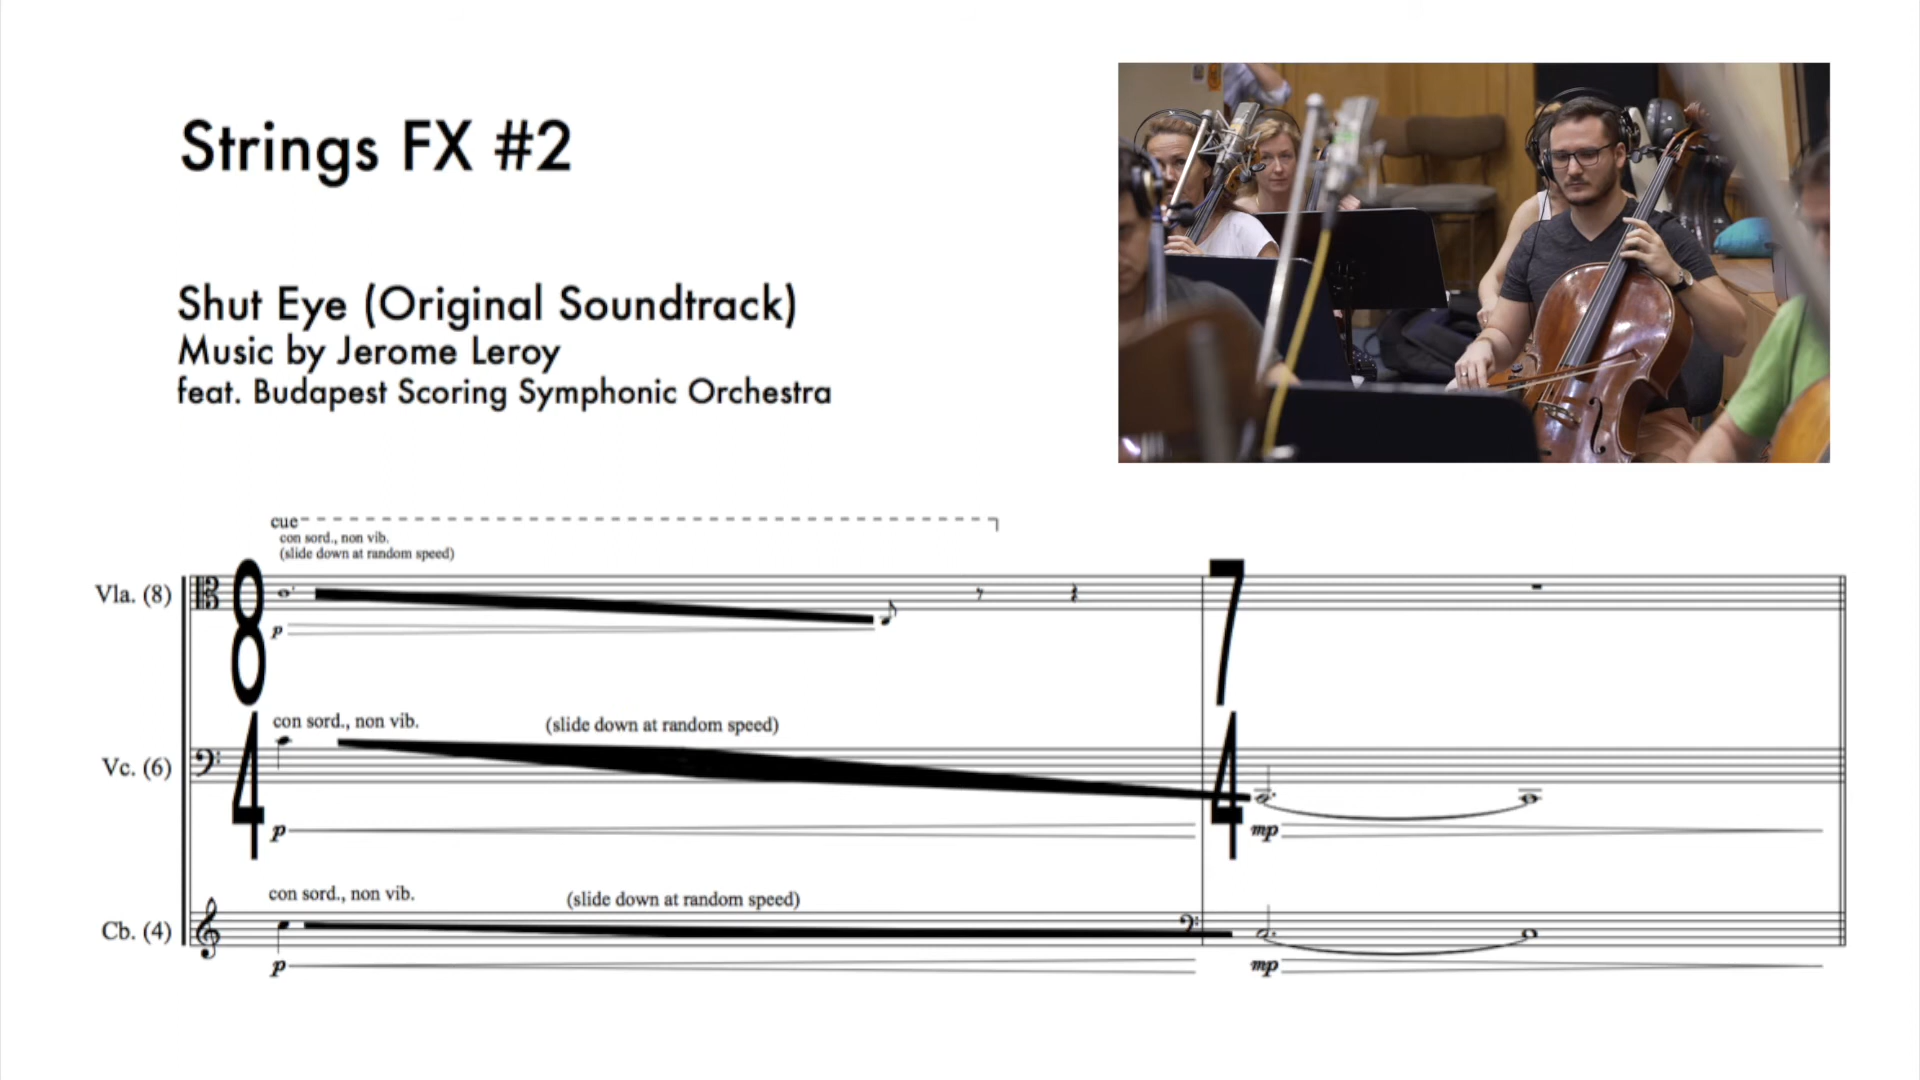 Strings FX #2
Shut Eye (Original Soundtrack)
Music by Jerome Leroy
feat. Budapest Scoring Symphonic Orchestra
cue
con sord., non vib.
(slide down at random speed)
Vla. (8)
8
4
7
4
p
con sord., non vib. (slide down at random speed)
Vc. (6)
p mp
con sord., non vib. (slide down at random speed)
Cb. (4)
p mp